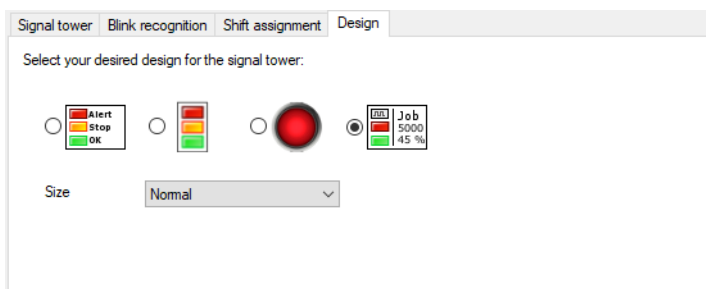 Signal tower Blink recognition Shift assignment Design
Select your desired design for the signal tower:
Alert
Stop
OK
Job
5000
45 %
Size Normal